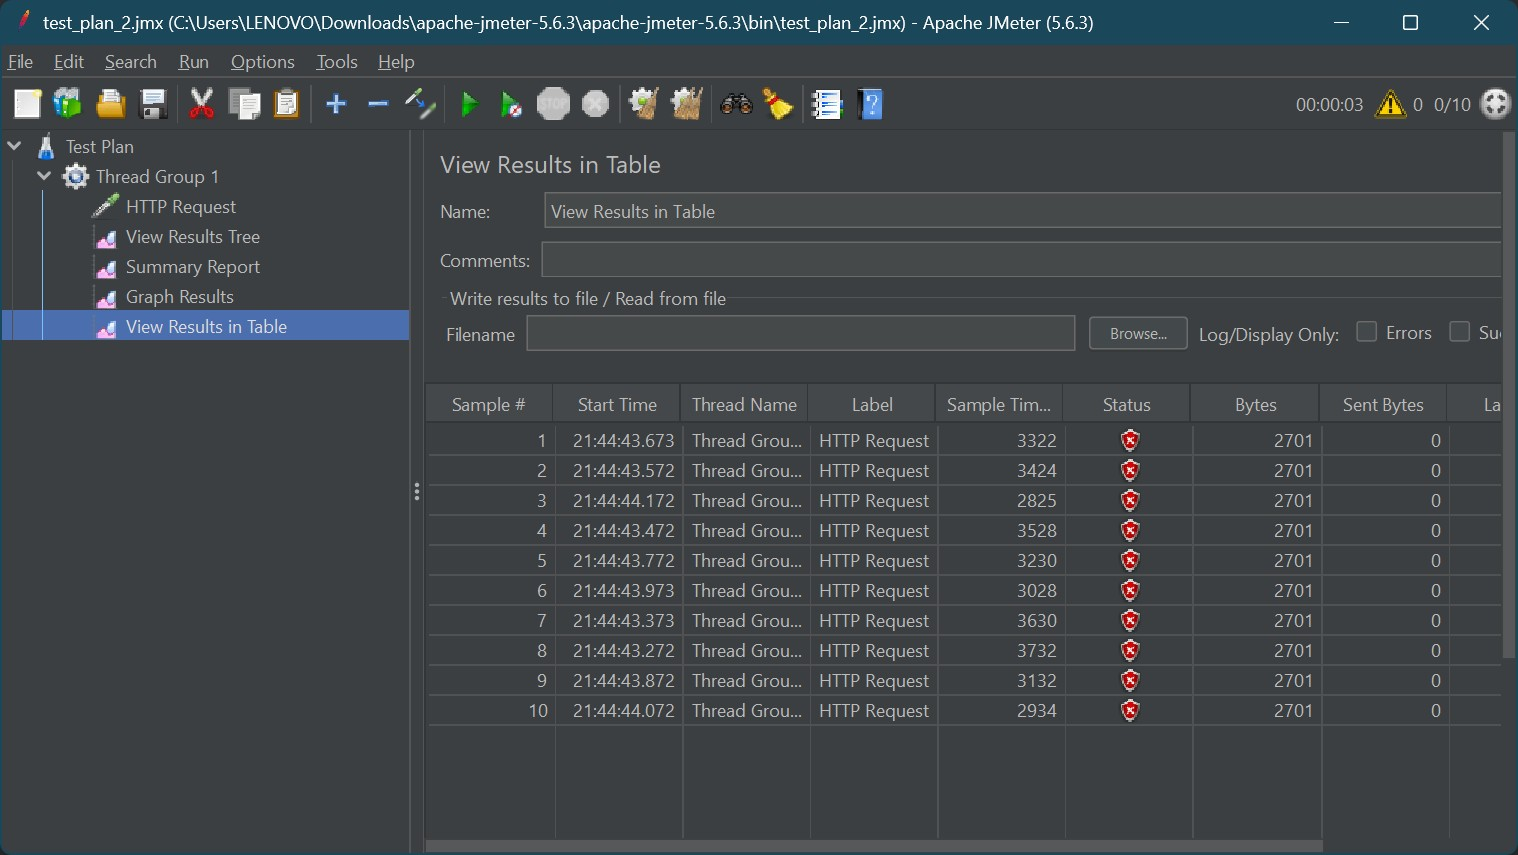 test_plan_2.jmx (C:\Users\LENOVO\Downloads\apache-jmeter-5.6.3\apache-jmeter-5.6.3\bin\test_plan_2.jmx) - Apache JMeter (5.6.3)
File Edit Search Run Options Tools Help
STOP ? 00:00:03 0 0/10
Test Plan
Thread Group 1
HTTP Request
View Results Tree
Summary Report
Graph Results
View Results in Table
View Results in Table
Name: View Results in Table
Comments:
Write results to file / Read from file
Filename Browse... Log/Display Only: Errors Su
Sample # Start Time Thread Name Label Sample Tim... Status Bytes Sent Bytes La
1 21:44:43.673 Thread Grou... HTTP Request 3322 2701 0
2 21:44:43.572 Thread Grou... HTTP Request 3424 2701 0
3 21:44:44.172 Thread Grou... HTTP Request 2825 2701 0
4 21:44:43.472 Thread Grou... HTTP Request 3528 2701 0
5 21:44:43.772 Thread Grou... HTTP Request 3230 2701 0
6 21:44:43.973 Thread Grou... HTTP Request 3028 2701 0
7 21:44:43.373 Thread Grou... HTTP Request 3630 2701 0
8 21:44:43.272 Thread Grou... HTTP Request 3732 2701 0
9 21:44:43.872 Thread Grou... HTTP Request 3132 2701 0
10 21:44:44.072 Thread Grou... HTTP Request 2934 2701 0